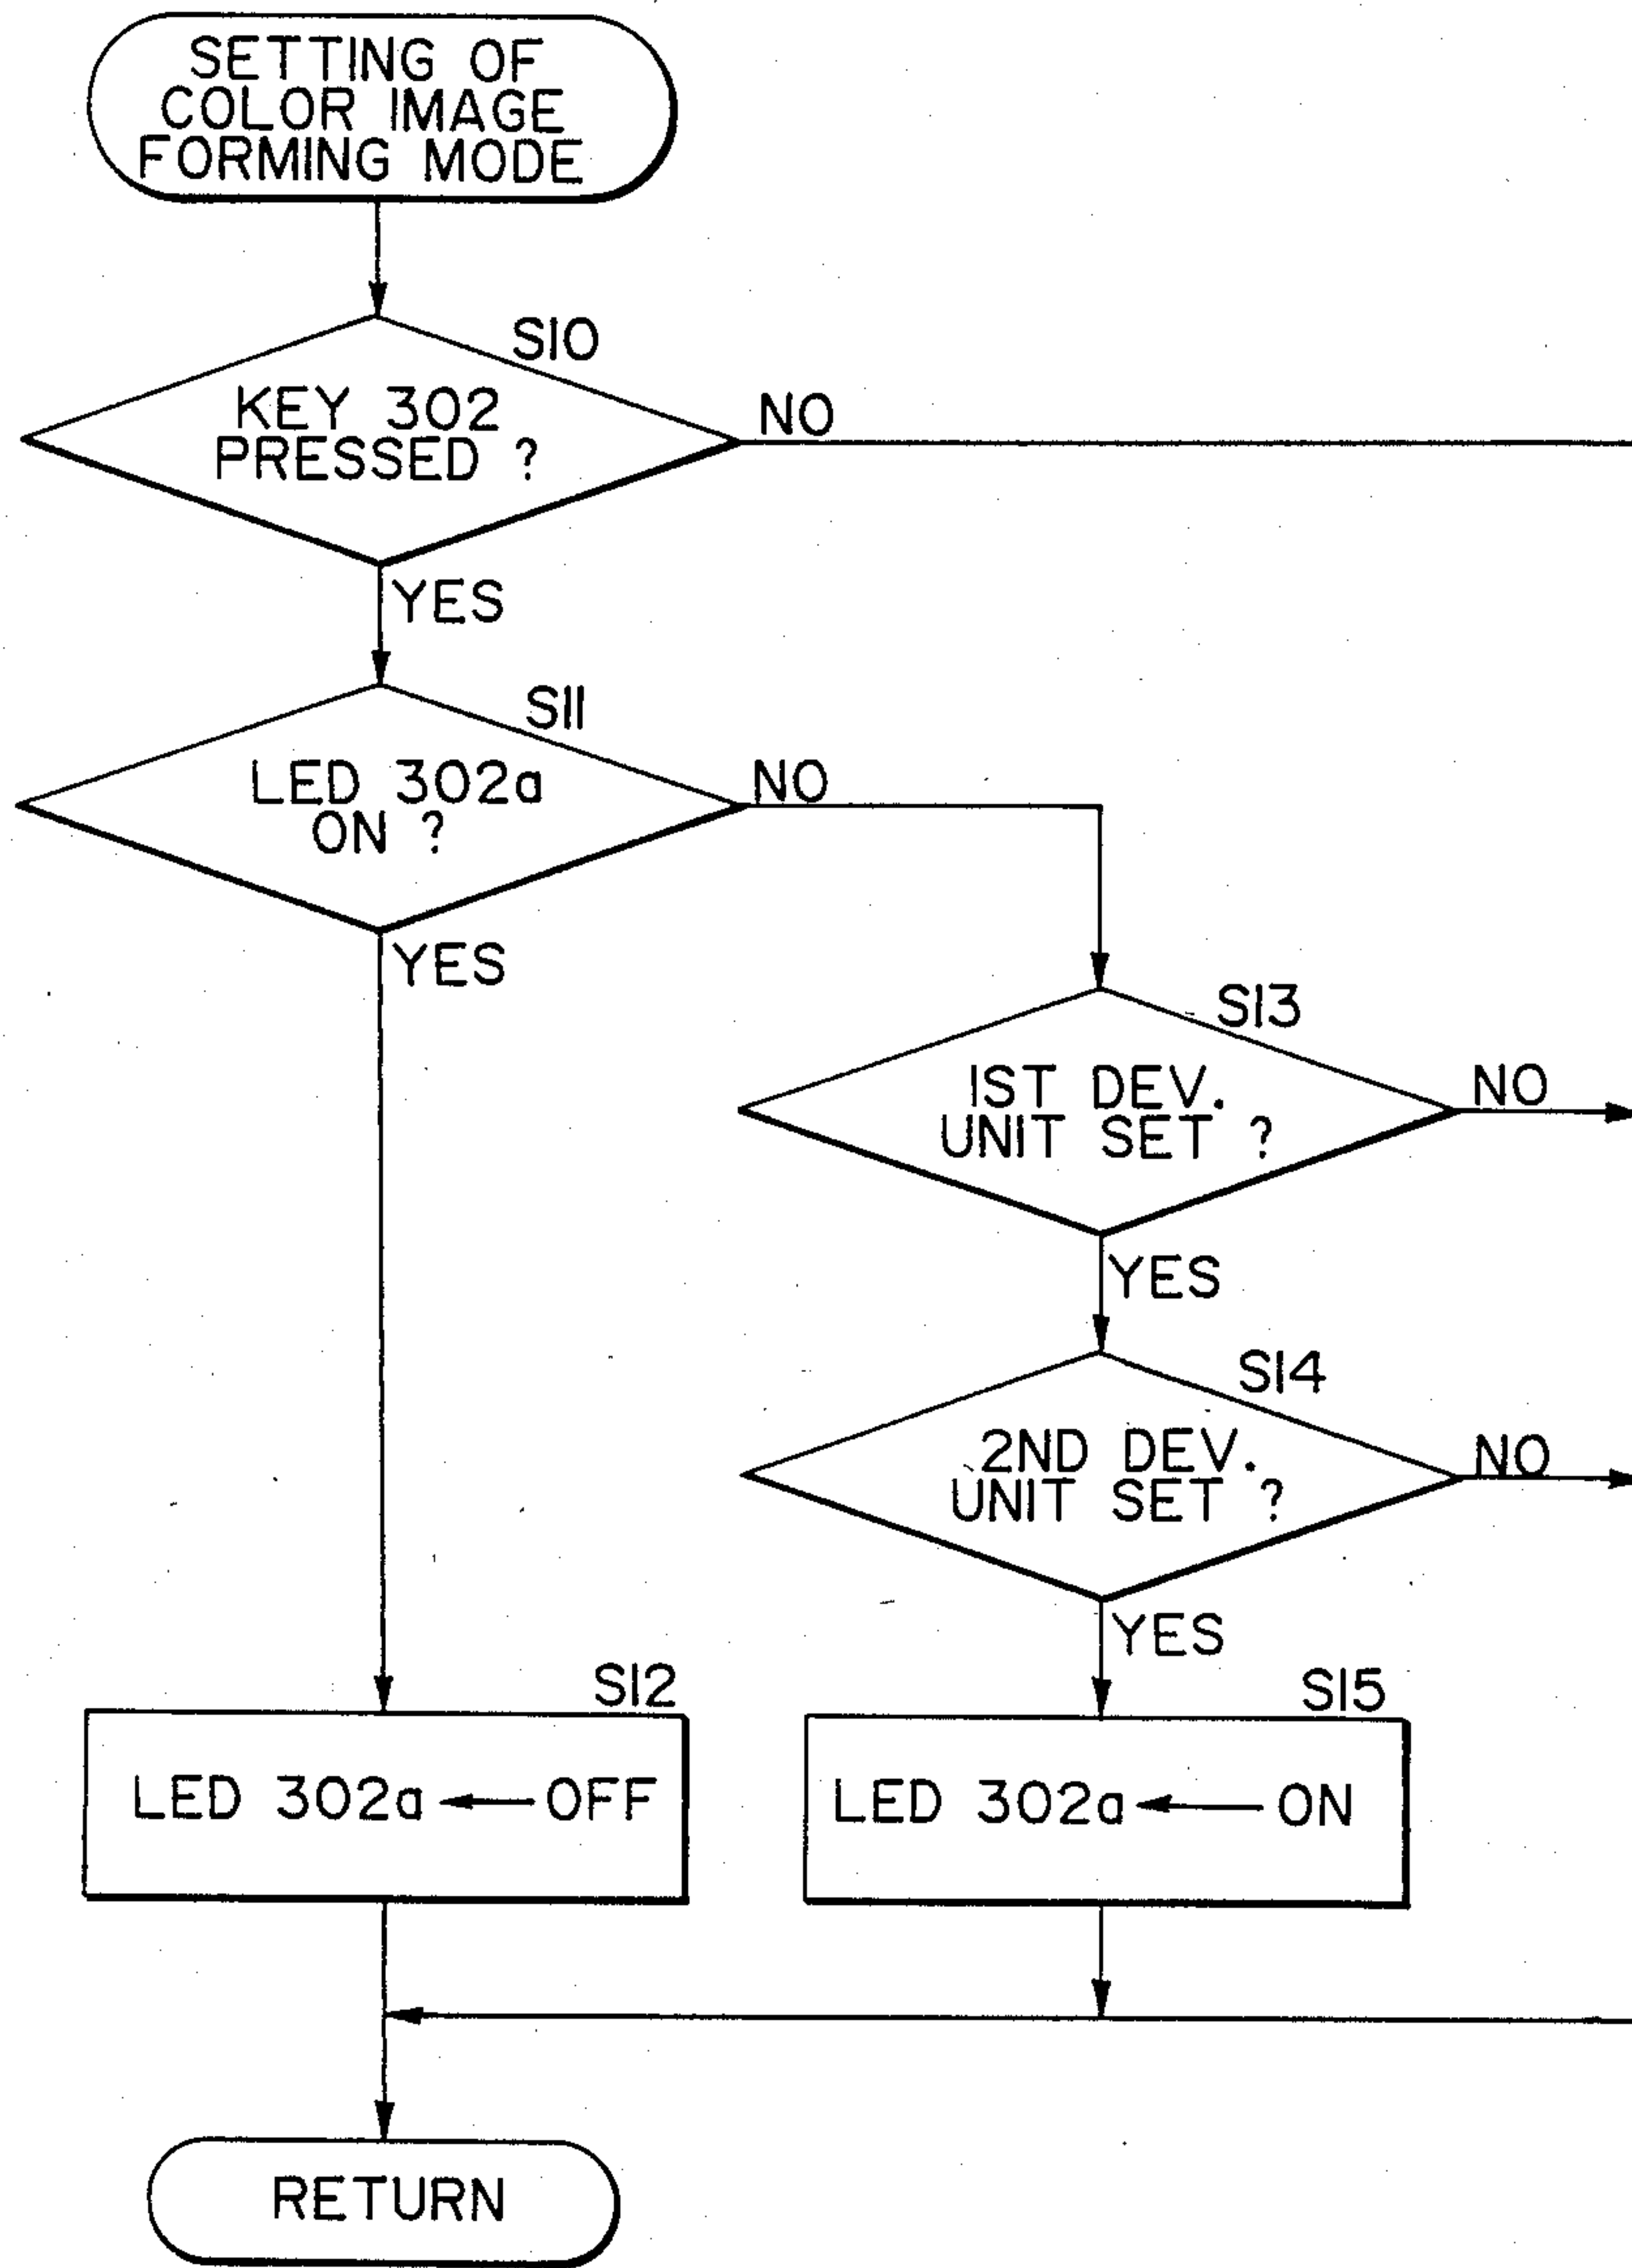 SETTING OF
COLOR IMAGE
FORMING MODE
S10
KEY 302
PRESSED ?
NO
YES
S11
LED 302a
ON ?
NO
YES
S13
1ST DEV.
UNIT SET ?
NO
YES
S14
2ND DEV.
UNIT SET ?
NO
YES
S12
LED 302a ← OFF
S15
LED 302a ← ON
RETURN